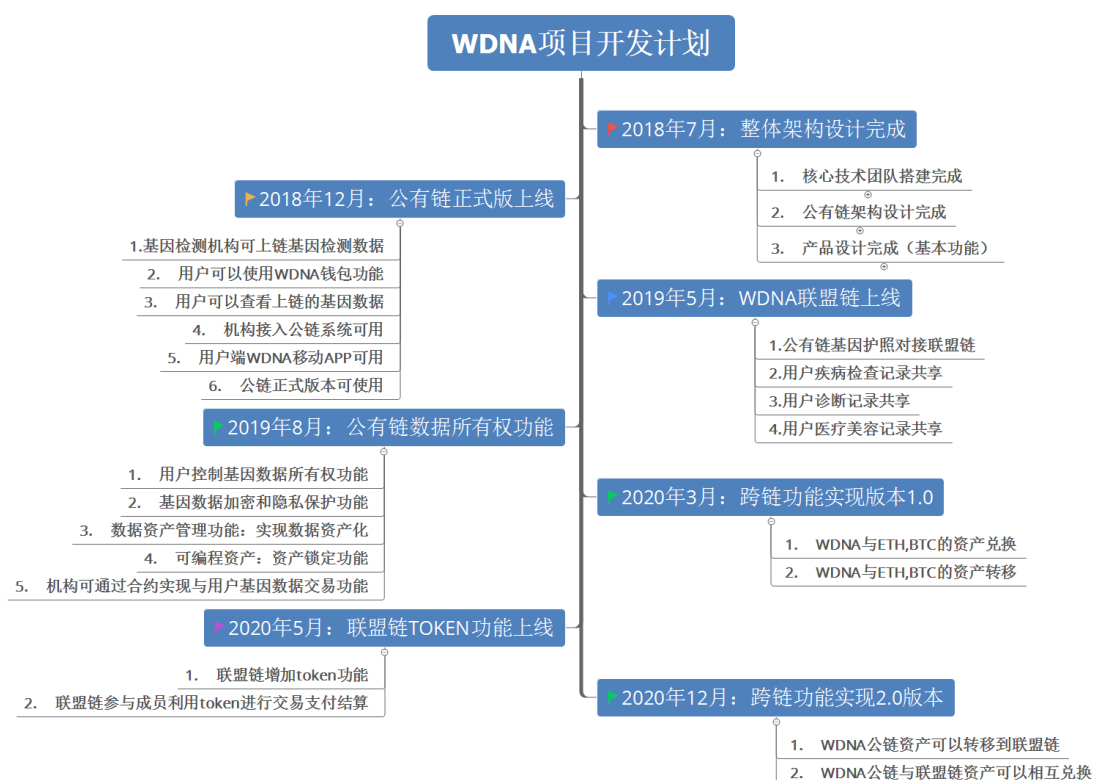 WDNA项目开发计划
2018年7月：整体架构设计完成
1. 核心技术团队搭建完成
2. 公有链架构设计完成
3. 产品设计完成（基本功能）
2018年12月：公有链正式版上线
1.基因检测机构可上链基因检测数据
2. 用户可以使用WDNA钱包功能
3. 用户可以查看上链的基因数据
4. 机构接入公链系统可用
5. 用户端WDNA移动APP可用
6. 公链正式版本可使用
2019年5月：WDNA联盟链上线
1.公有链基因护照对接联盟链
2.用户疾病检查记录共享
3.用户诊断记录共享
4.用户医疗美容记录共享
2019年8月：公有链数据所有权功能
1. 用户控制基因数据所有权功能
2. 基因数据加密和隐私保护功能
3. 数据资产管理功能：实现数据资产化
4. 可编程资产：资产锁定功能
5. 机构可通过合约实现与用户基因数据交易功能
2020年3月：跨链功能实现版本1.0
1. WDNA与ETH,BTC的资产兑换
2. WDNA与ETH,BTC的资产转移
2020年5月：联盟链TOKEN功能上线
1. 联盟链增加token功能
2. 联盟链参与成员利用token进行交易支付结算
2020年12月：跨链功能实现2.0版本
1. WDNA公链资产可以转移到联盟链
2. WDNA公链与联盟链资产可以相互兑换